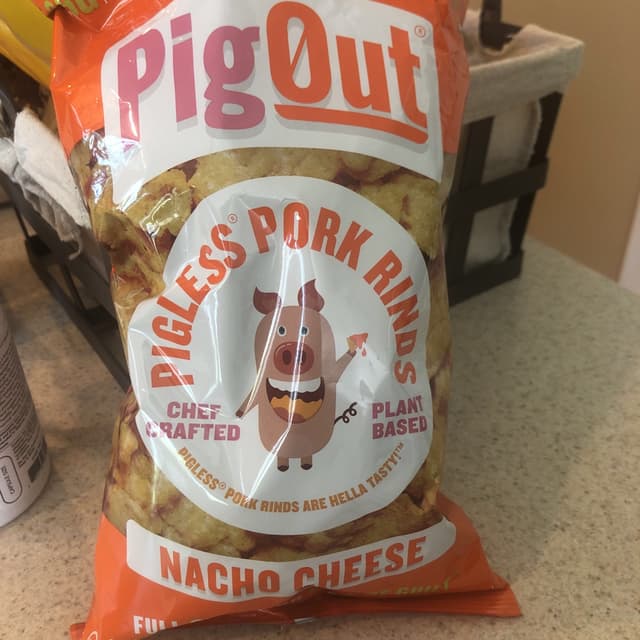 PigOut®
PIGLESS® PORK RINDS
CHEF
CRAFTED
PLANT
BASED
PIGLESS® PORK RINDS ARE HELLA TASTY!™
NACHO CHEESE